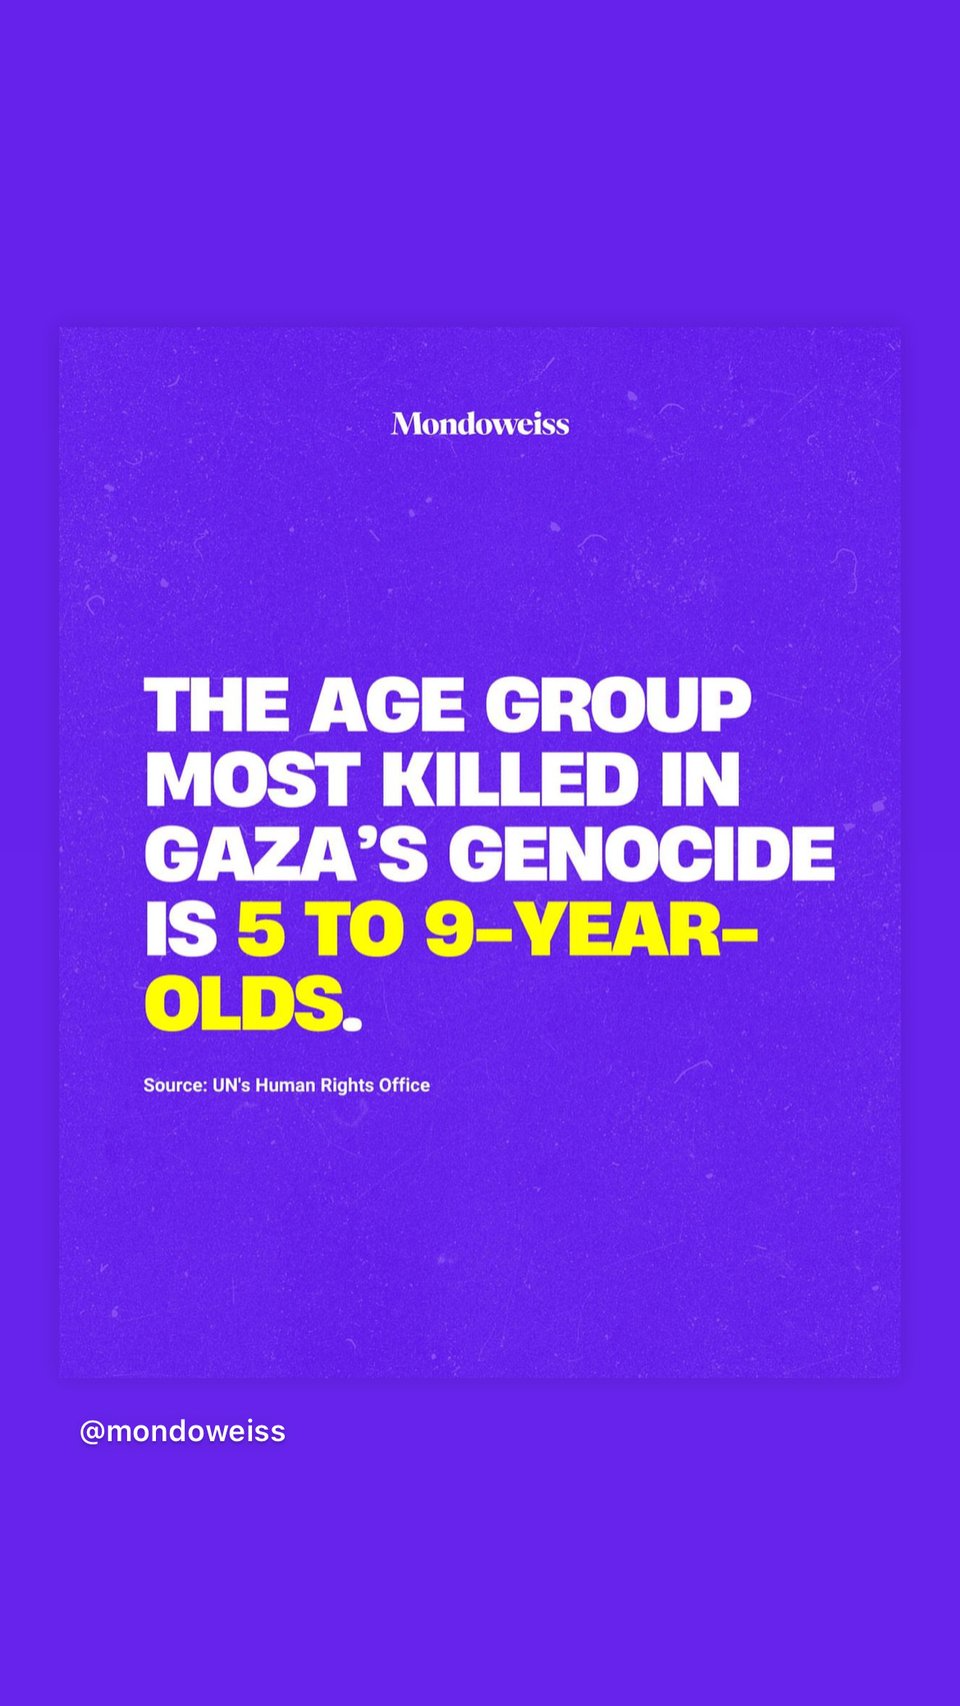 Mondoweiss
THE AGE GROUP
MOST KILLED IN
GAZA’S GENOCIDE
IS 5 TO 9-YEAR-
OLDS.
Source: UN's Human Rights Office
@mondoweiss